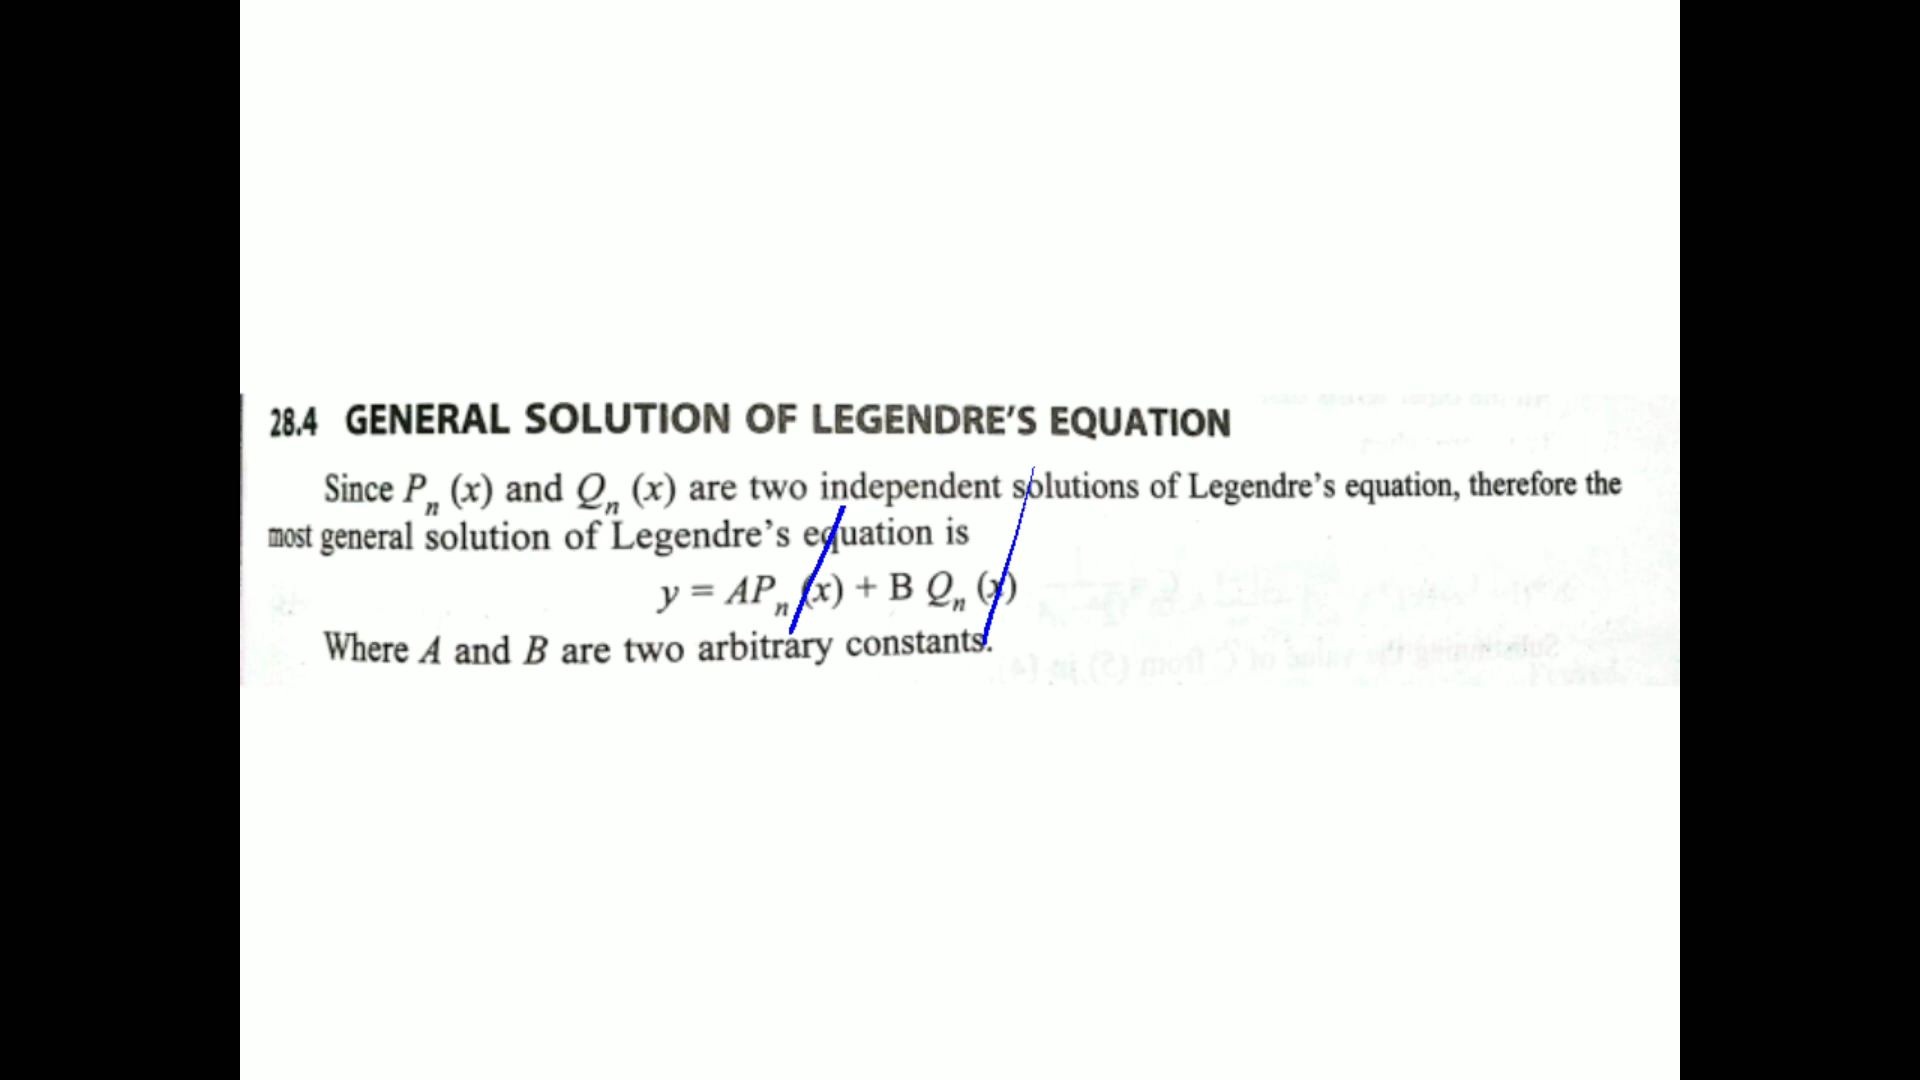 28.4 GENERAL SOLUTION OF LEGENDRE'S EQUATION
Since Pn (x) and Qn (x) are two independent solutions of Legendre's equation, therefore the
most general solution of Legendre's equation is
y = APn (x) + B Qn (x)
Where A and B are two arbitrary constants.